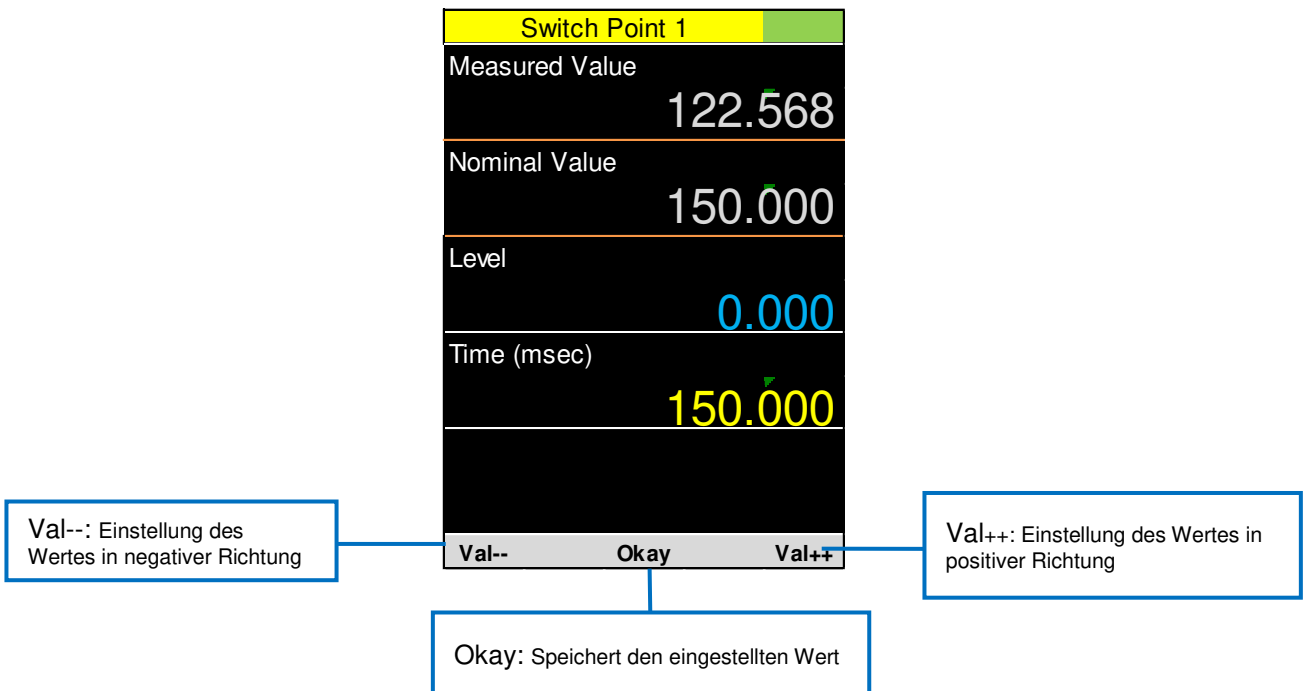 Switch Point 1
Measured Value
122.568
Nominal Value
150.000
Level
0.000
Time (msec)
150.000
Val--: Einstellung des
Wertes in negativer Richtung
Val-- Okay Val++
Val++: Einstellung des Wertes in
positiver Richtung
Okay: Speichert den eingestellten Wert